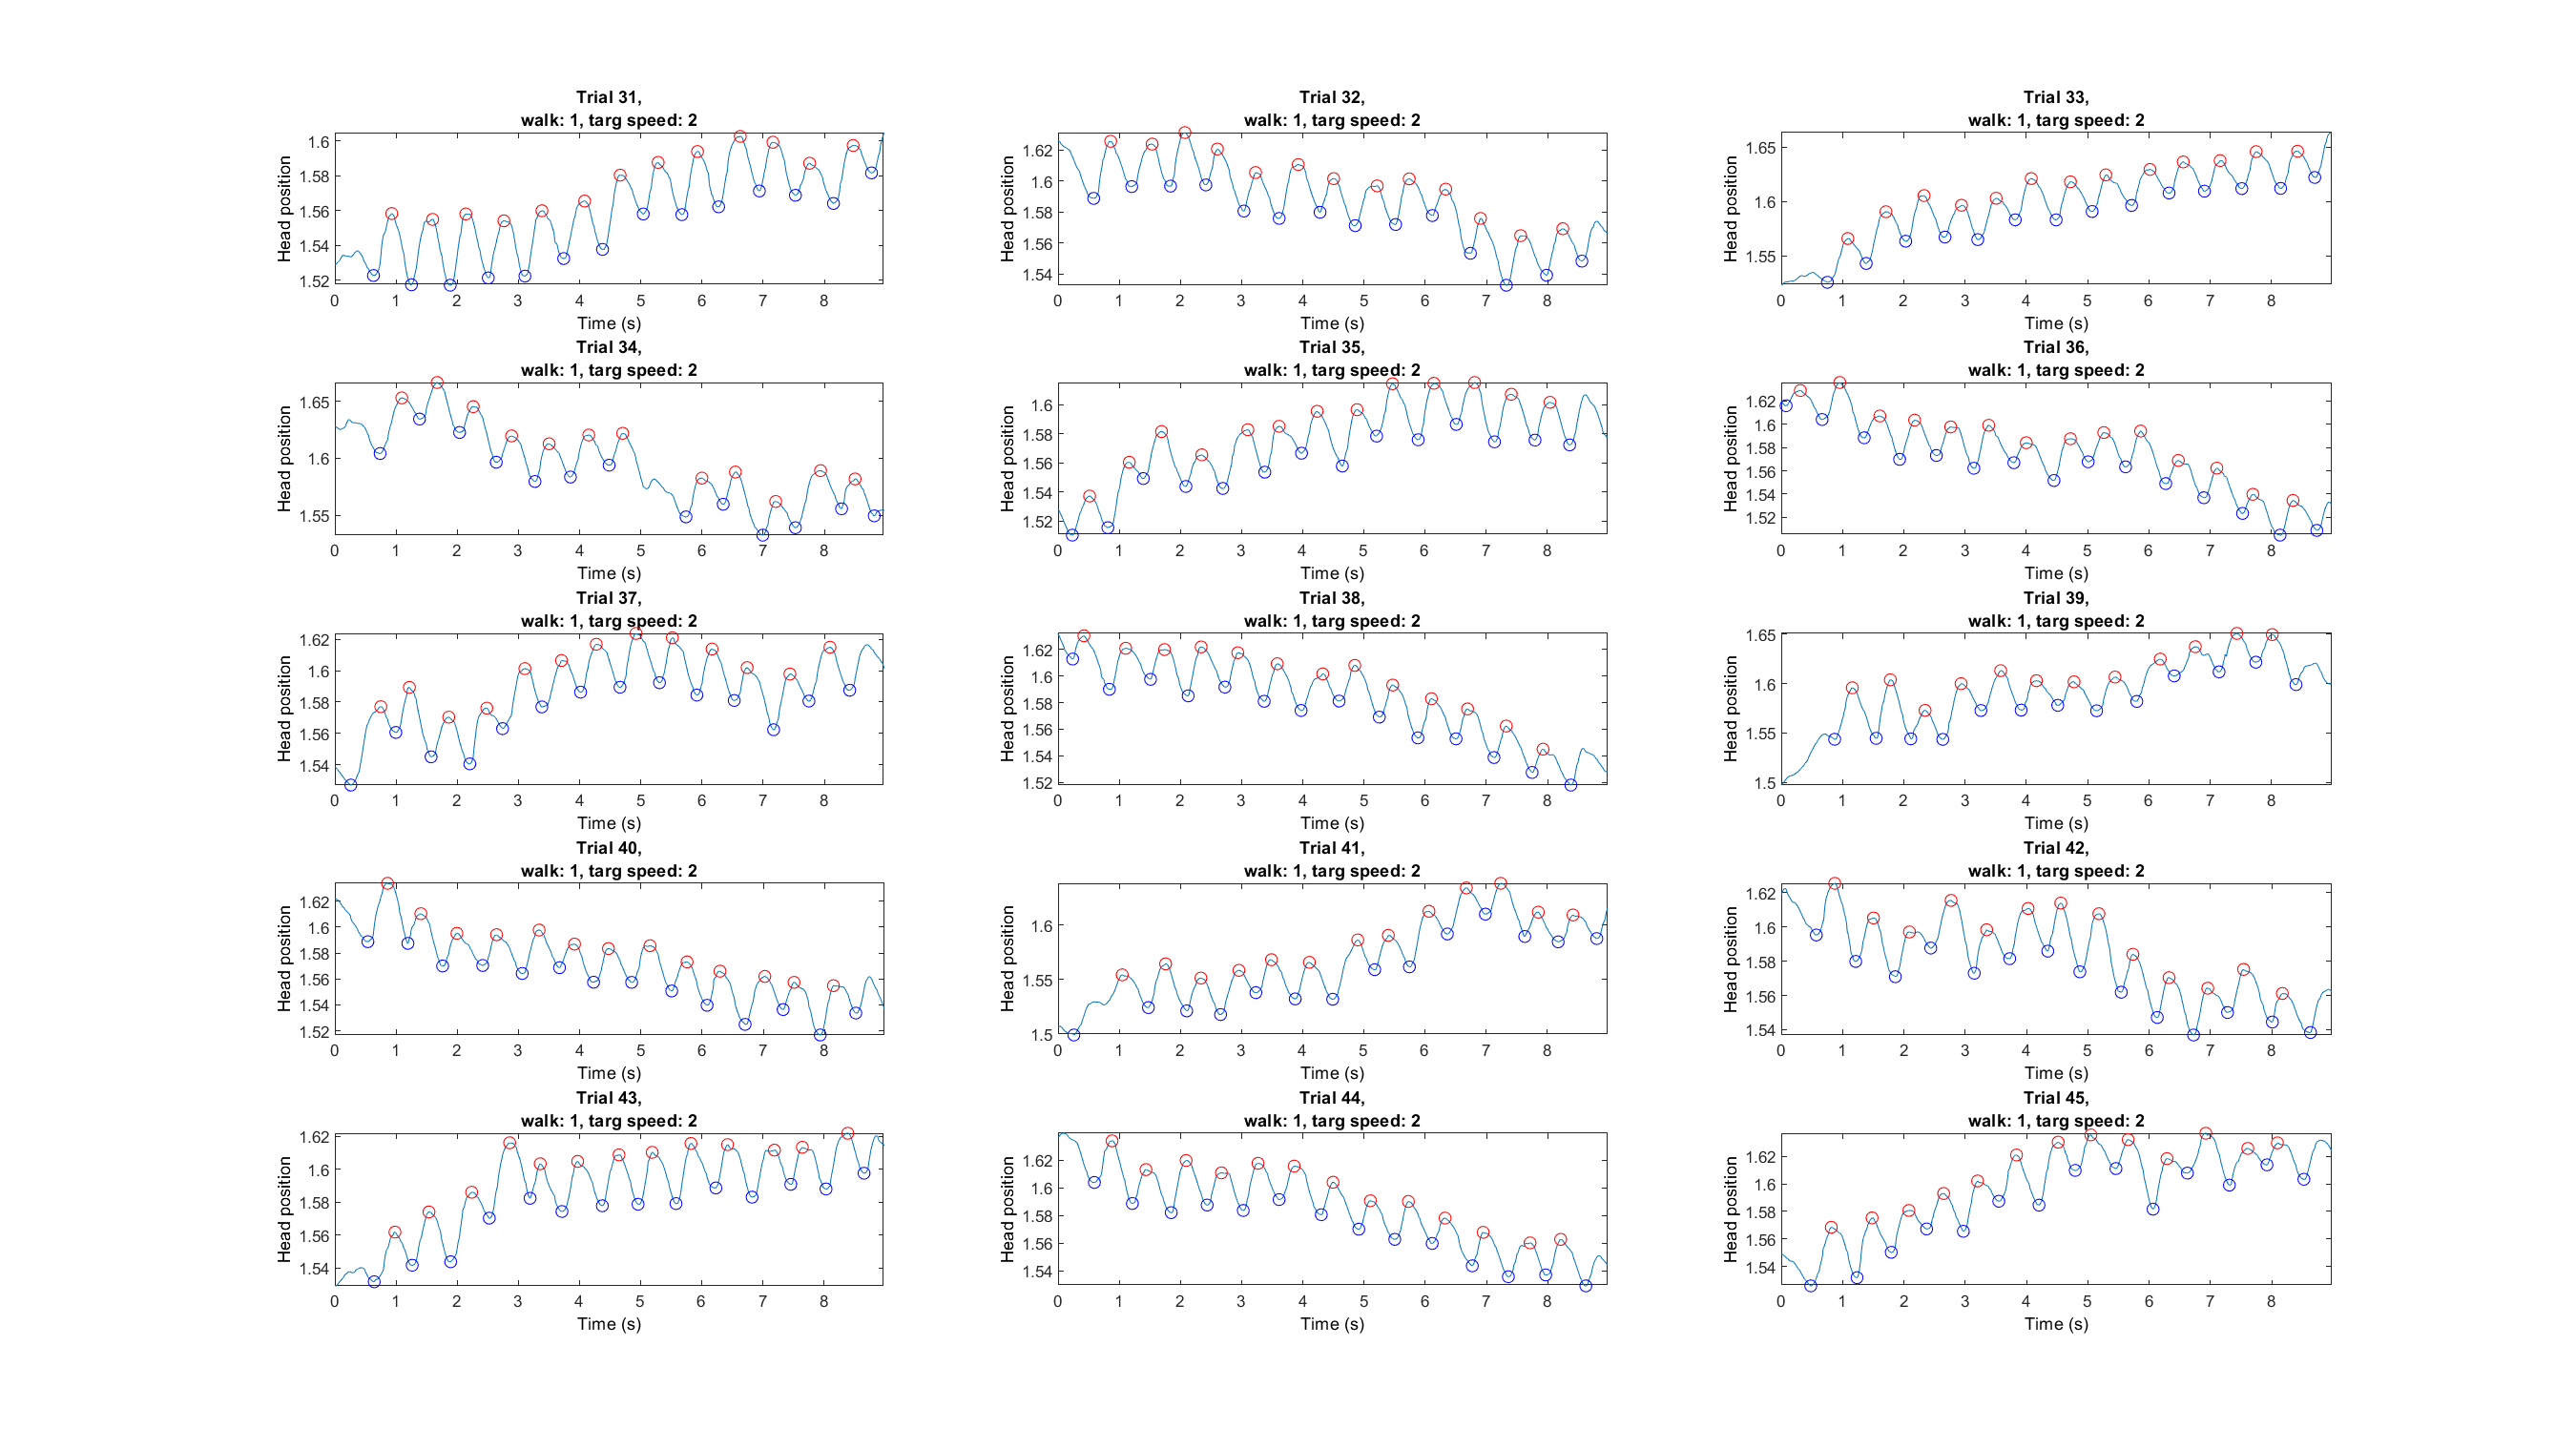 Trial 31,
walk: 1, targ speed: 2
Head position
1.6
1.58
1.56
1.54
1.52
0 1 2 3 4 5 6 7 8
Time (s)
Trial 32,
walk: 1, targ speed: 2
Head position
1.62
1.6
1.58
1.56
1.54
0 1 2 3 4 5 6 7 8
Time (s)
Trial 33,
walk: 1, targ speed: 2
Head position
1.65
1.6
1.55
0 1 2 3 4 5 6 7 8
Time (s)
Trial 34,
walk: 1, targ speed: 2
Head position
1.65
1.6
1.55
0 1 2 3 4 5 6 7 8
Time (s)
Trial 35,
walk: 1, targ speed: 2
Head position
1.6
1.58
1.56
1.54
1.52
0 1 2 3 4 5 6 7 8
Time (s)
Trial 36,
walk: 1, targ speed: 2
Head position
1.62
1.6
1.58
1.56
1.54
1.52
0 1 2 3 4 5 6 7 8
Time (s)
Trial 37,
walk: 1, targ speed: 2
Head position
1.62
1.6
1.58
1.56
1.54
0 1 2 3 4 5 6 7 8
Time (s)
Trial 38,
walk: 1, targ speed: 2
Head position
1.62
1.6
1.58
1.56
1.54
1.52
0 1 2 3 4 5 6 7 8
Time (s)
Trial 39,
walk: 1, targ speed: 2
Head position
1.65
1.6
1.55
1.5
0 1 2 3 4 5 6 7 8
Time (s)
Trial 40,
walk: 1, targ speed: 2
Head position
1.62
1.6
1.58
1.56
1.54
1.52
0 1 2 3 4 5 6 7 8
Time (s)
Trial 41,
walk: 1, targ speed: 2
Head position
1.6
1.55
1.5
0 1 2 3 4 5 6 7 8
Time (s)
Trial 42,
walk: 1, targ speed: 2
Head position
1.62
1.6
1.58
1.56
1.54
0 1 2 3 4 5 6 7 8
Time (s)
Trial 43,
walk: 1, targ speed: 2
Head position
1.62
1.6
1.58
1.56
1.54
0 1 2 3 4 5 6 7 8
Time (s)
Trial 44,
walk: 1, targ speed: 2
Head position
1.62
1.6
1.58
1.56
1.54
0 1 2 3 4 5 6 7 8
Time (s)
Trial 45,
walk: 1, targ speed: 2
Head position
1.62
1.6
1.58
1.56
1.54
0 1 2 3 4 5 6 7 8
Time (s)